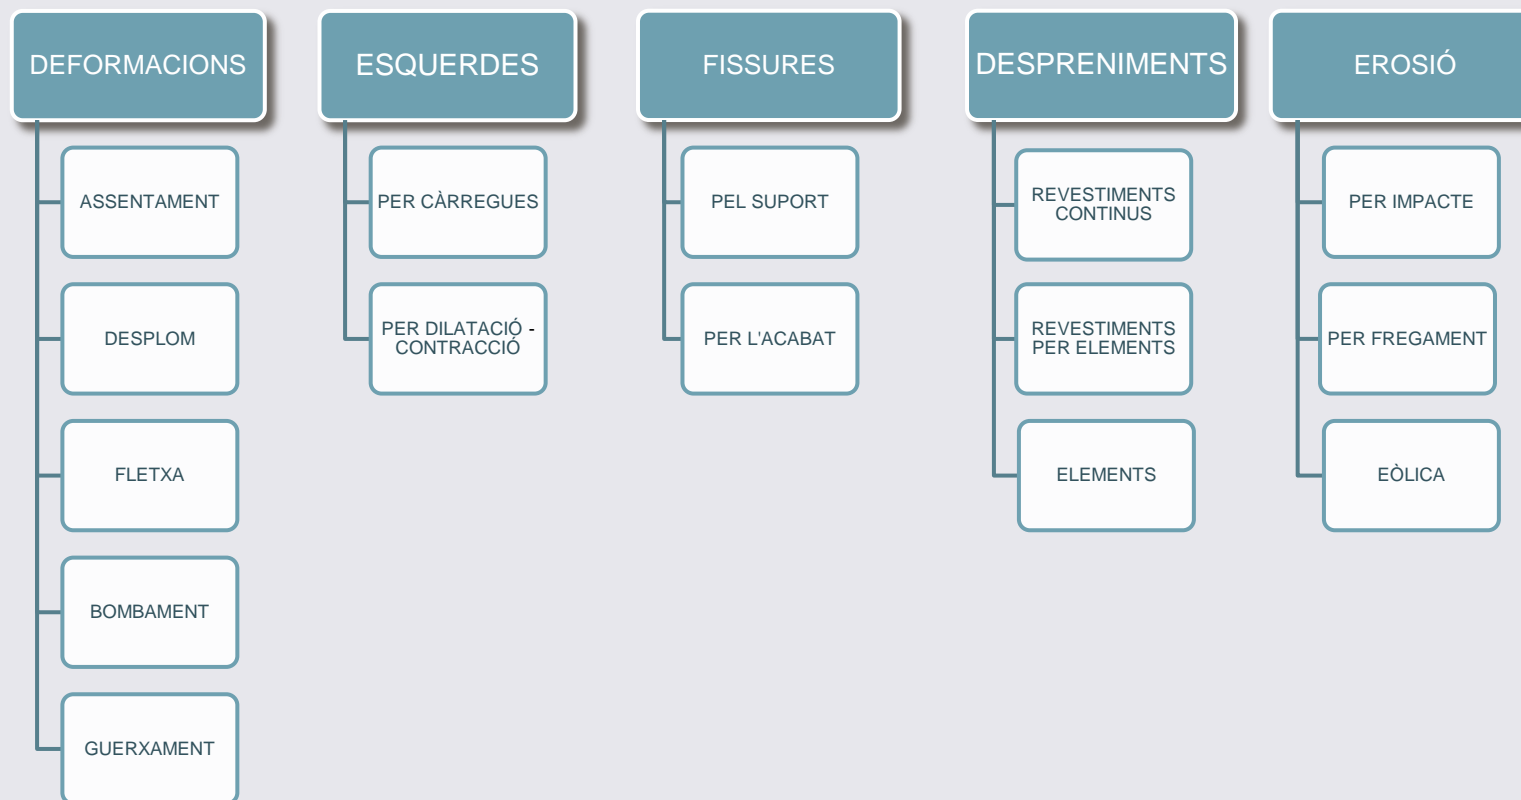 DEFORMACIONS
ASSENTAMENT
DESPLOM
FLETXA
BOMBAMENT
GUERXAMENT
ESQUERDES
PER CÀRREGUES
PER DILATACIÓ -
CONTRACCIÓ
FISSURES
PEL SUPORT
PER L'ACABAT
DESPRENIMENTS
REVESTIMENTS
CONTINUS
REVESTIMENTS
PER ELEMENTS
ELEMENTS
EROSIÓ
PER IMPACTE
PER FREGAMENT
EÒLICA